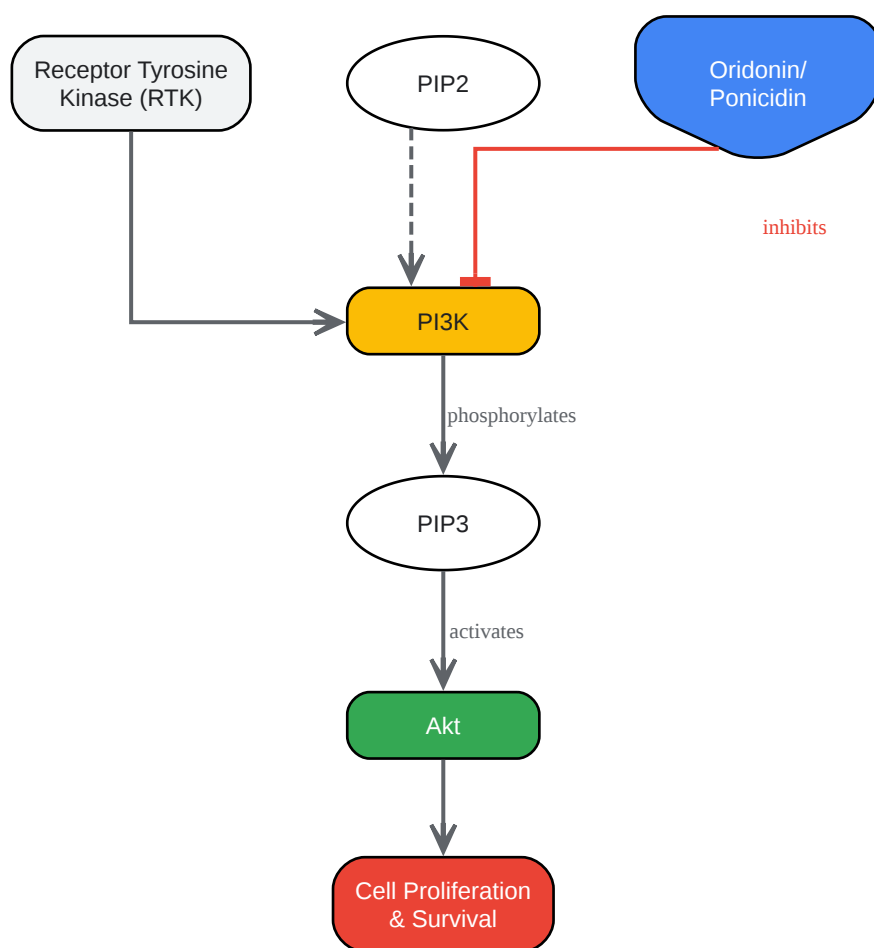 Receptor Tyrosine
Kinase (RTK)
PIP2
Oridonin/
Ponicidin
inhibits
PI3K
phosphorylates
PIP3
activates
Akt
Cell Proliferation
& Survival